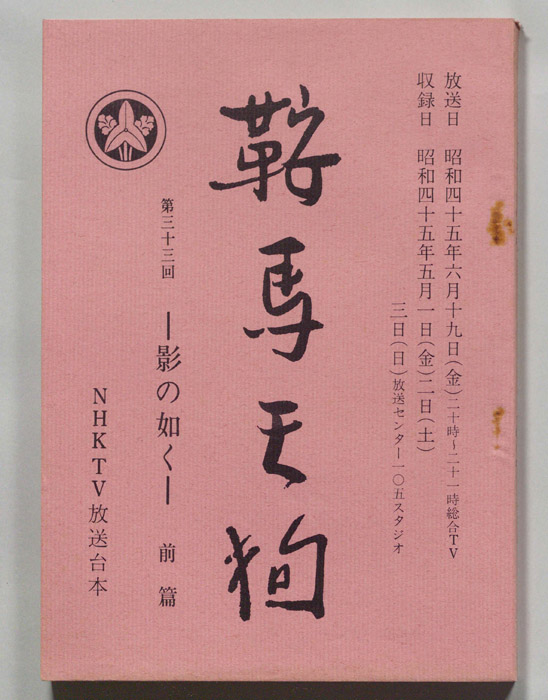 放送日　昭和四十五年六月十九日(金)二十時〜二十一時総合TV
収録日　昭和四十五年五月一日(金)二日(土)
三日(日)放送センター一〇五スタジオ
鞍馬天狗
第三十三回　―影の如く―　前篇
NHKTV放送台本